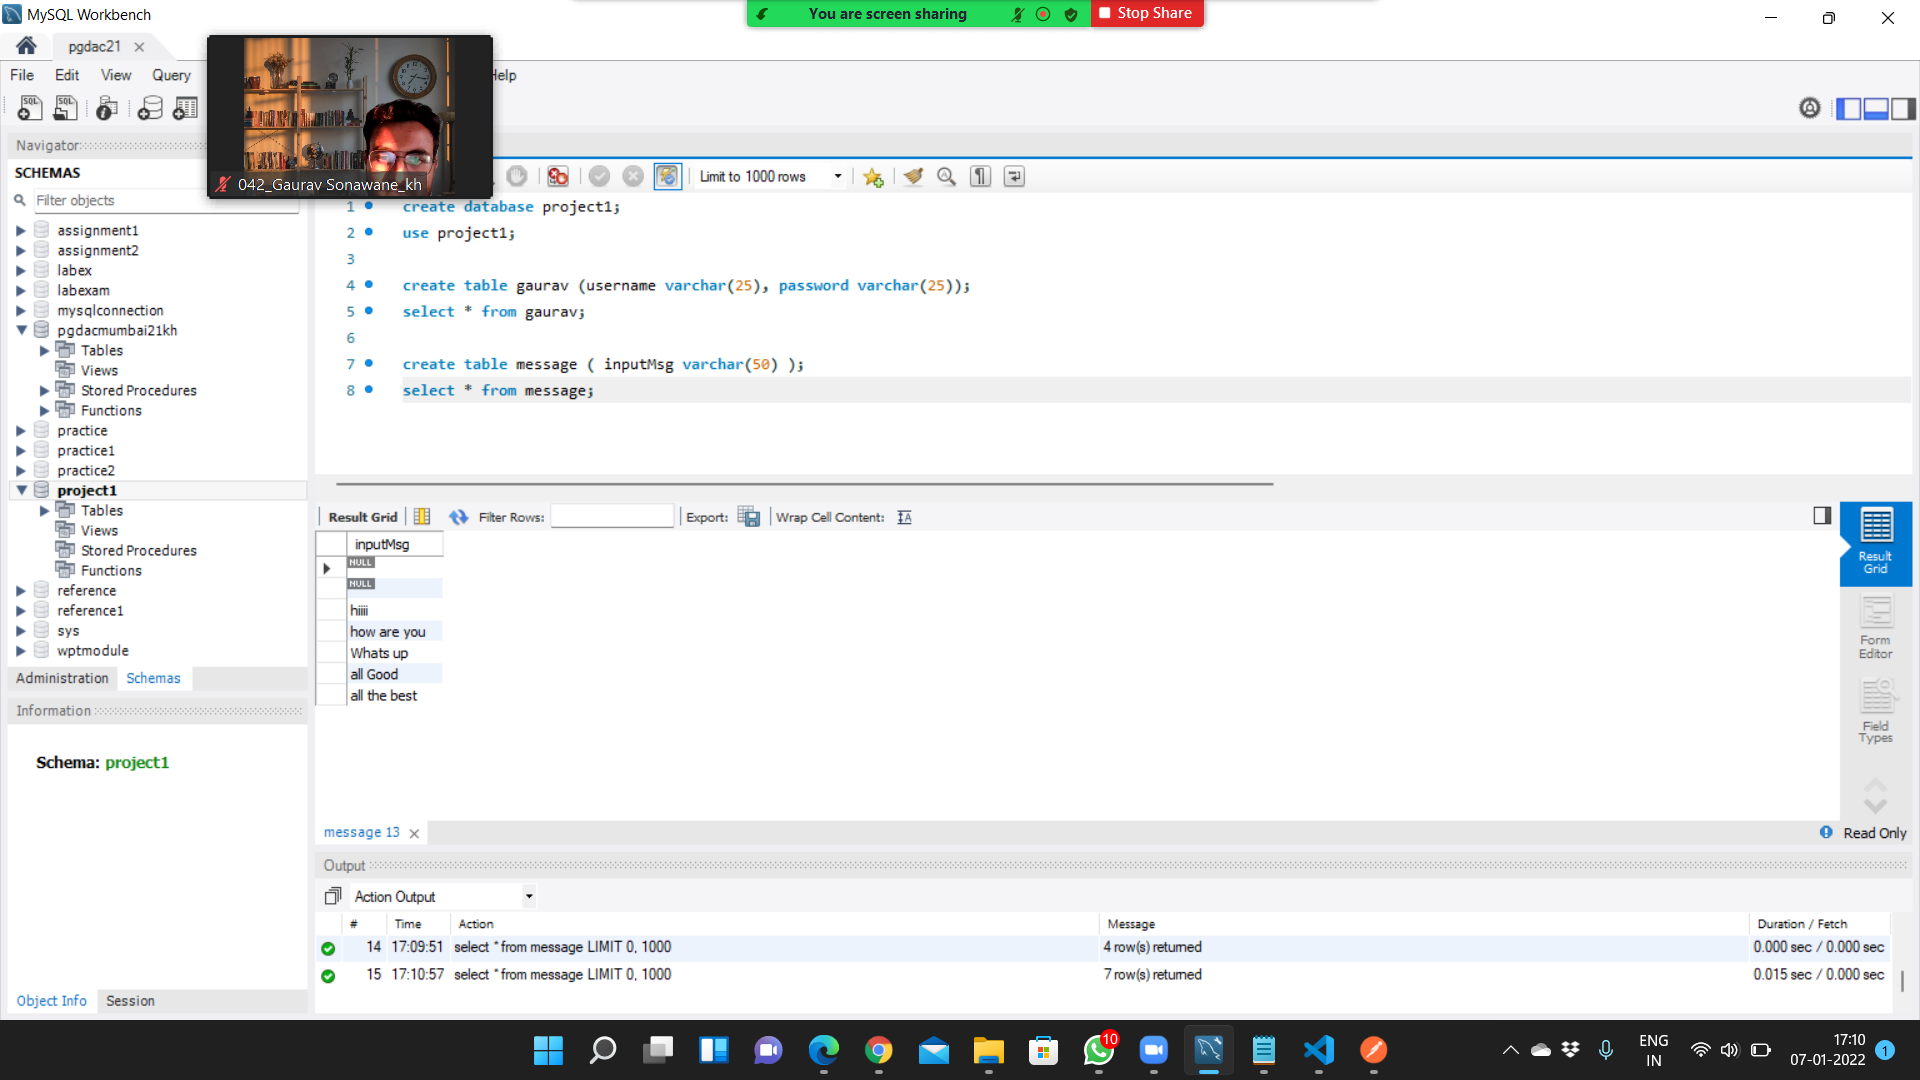 MySQL Workbench
You are screen sharing
Stop Share
pgdac21
File Edit View Query
Help
Navigator
SCHEMAS
Filter objects
assignment1
assignment2
labex
labexam
mysqlconnection
pgdacmumbai21kh
Tables
Views
Stored Procedures
Functions
practice
practice1
practice2
project1
Tables
Views
Stored Procedures
Functions
reference
reference1
sys
wptmodule
Administration Schemas
Information
Schema: project1
Object Info Session
042_Gaurav Sonawane_kh
Limit to 1000 rows
1 create database project1;
2 use project1;
3
4 create table gaurav (username varchar(25), password varchar(25));
5 select * from gaurav;
6
7 create table message ( inputMsg varchar(50) );
8 select * from message;
Result Grid Filter Rows: Export: Wrap Cell Content:
inputMsg
NULL
NULL
hiiii
how are you
Whats up
all Good
all the best
Result
Grid
Form
Editor
Field
Types
message 13
Read Only
Output
Action Output
# Time Action Message Duration / Fetch
14 17:09:51 select * from message LIMIT 0, 1000 4 row(s) returned 0.000 sec / 0.000 sec
15 17:10:57 select * from message LIMIT 0, 1000 7 row(s) returned 0.015 sec / 0.000 sec
10
ENG
IN
17:10
07-01-2022
1